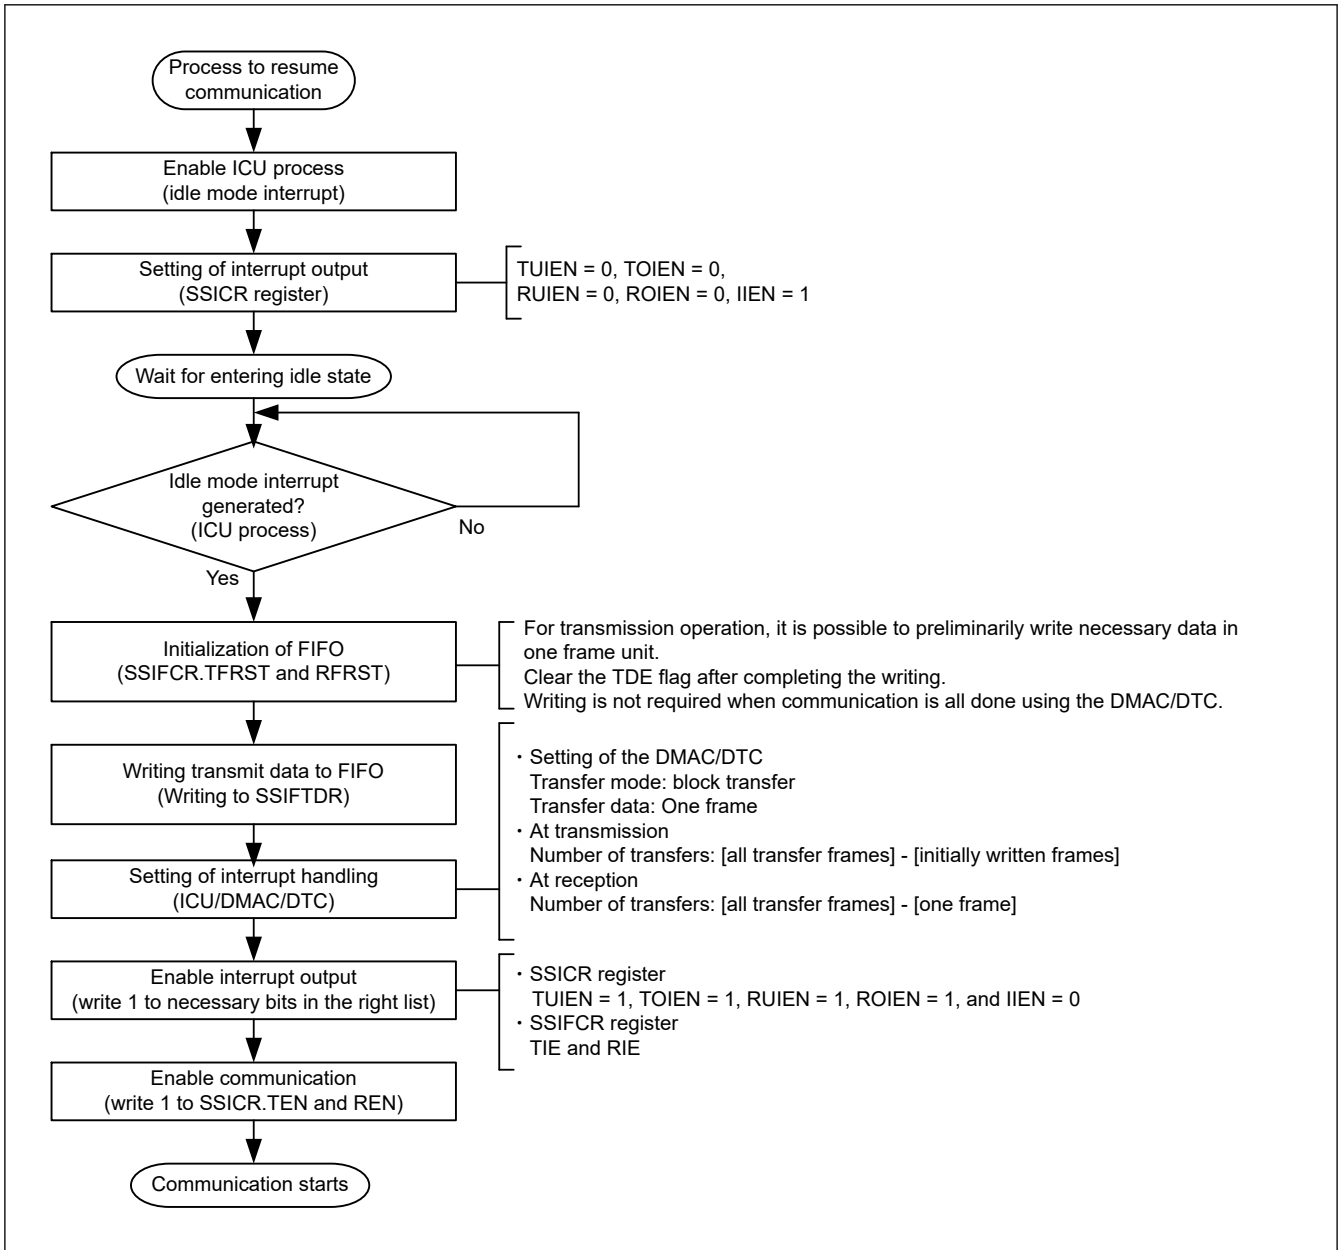 Process to resume
communication
Enable ICU process
(idle mode interrupt)
Setting of interrupt output
(SSICR register)
TUIEN = 0, TOIEN = 0,
RUIEN = 0, ROIEN = 0, IIEN = 1
Wait for entering idle state
Idle mode interrupt
generated?
(ICU process)
No
Yes
Initialization of FIFO
(SSIFCR.TFRST and RFRST)
For transmission operation, it is possible to preliminarily write necessary data in
one frame unit.
Clear the TDE flag after completing the writing.
Writing is not required when communication is all done using the DMAC/DTC.
Writing transmit data to FIFO
(Writing to SSIFTDR)
Setting of interrupt handling
(ICU/DMAC/DTC)
・Setting of the DMAC/DTC
Transfer mode: block transfer
Transfer data: One frame
・At transmission
Number of transfers: [all transfer frames] - [initially written frames]
・At reception
Number of transfers: [all transfer frames] - [one frame]
Enable interrupt output
(write 1 to necessary bits in the right list)
・SSICR register
TUIEN = 1, TOIEN = 1, RUIEN = 1, ROIEN = 1, and IIEN = 0
・SSIFCR register
TIE and RIE
Enable communication
(write 1 to SSICR.TEN and REN)
Communication starts